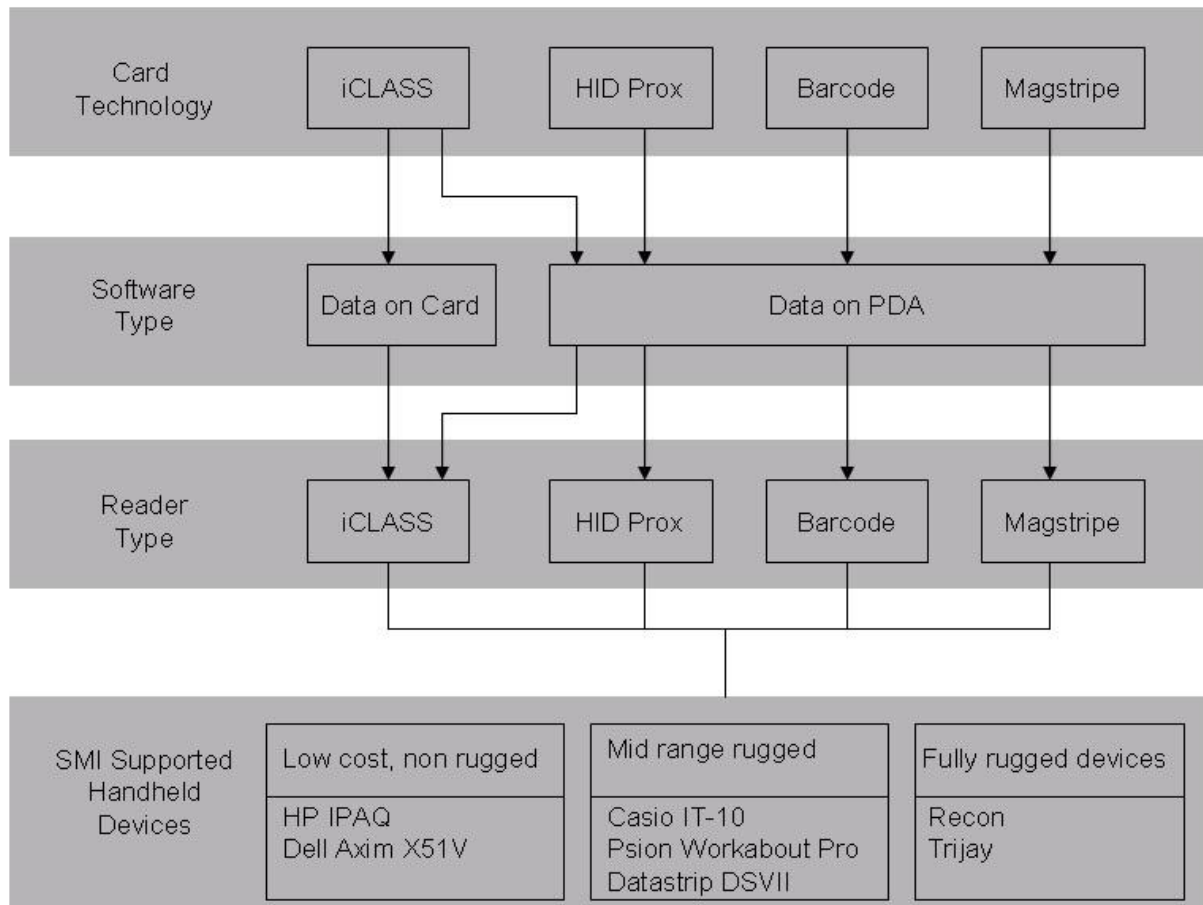 Card
Technology
iCLASS
HID Prox
Barcode
Magstripe
Software
Type
Data on Card
Data on PDA
Reader
Type
iCLASS
HID Prox
Barcode
Magstripe
SMI Supported
Handheld
Devices
Low cost, non rugged
HP IPAQ
Dell Axim X51V
Mid range rugged
Casio IT-10
Psion Workabout Pro
Datastrip DSVII
Fully rugged devices
Recon
Trijay